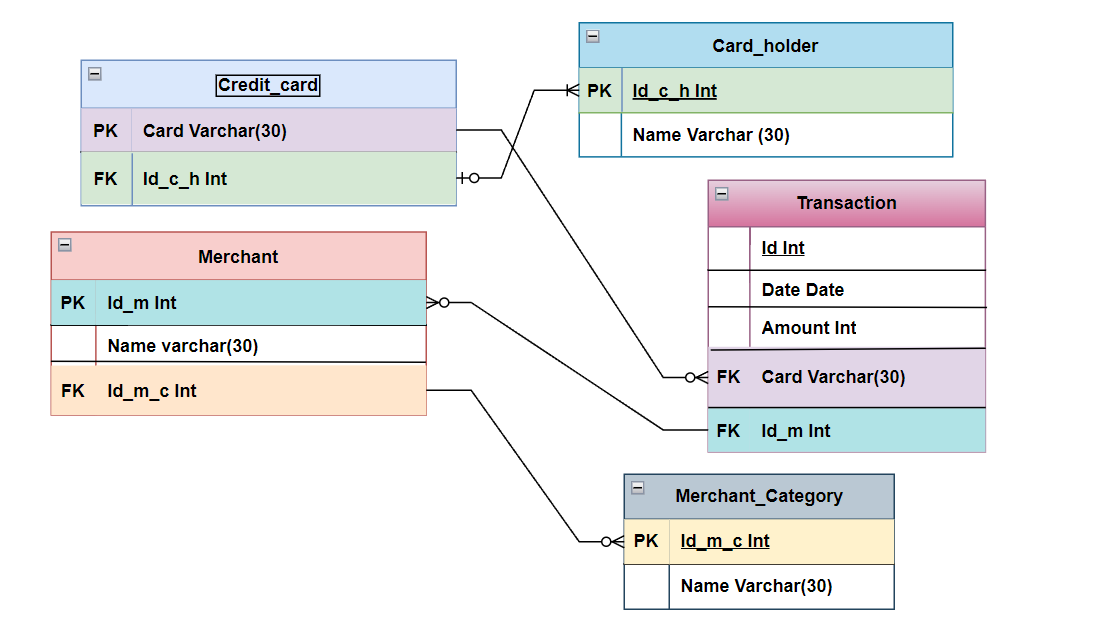 Credit_card
PK Card Varchar(30)
FK Id_c_h Int
Card_holder
PK Id_c_h Int
Name Varchar (30)
Merchant
PK Id_m Int
Name varchar(30)
FK Id_m_c Int
Transaction
Id Int
Date Date
Amount Int
FK Card Varchar(30)
FK Id_m Int
Merchant_Category
PK Id_m_c Int
Name Varchar(30)